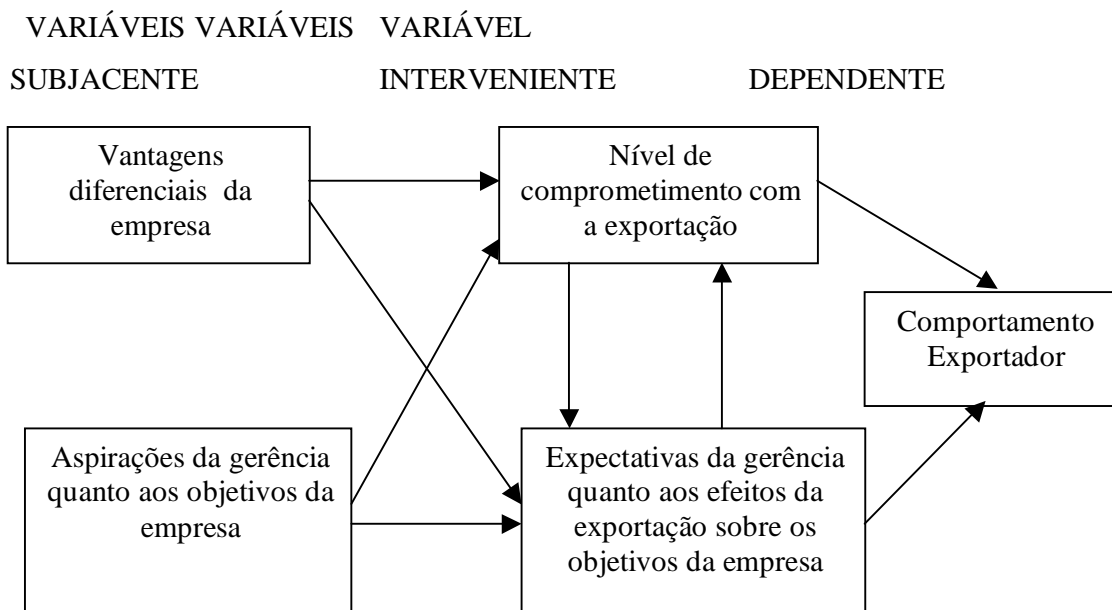 VARIÁVEIS VARIÁVEIS VARIÁVEL
SUBJACENTE INTERVENIENTE DEPENDENTE
Vantagens
diferenciais da
empresa
Nível de
comprometimento com
a exportação
Comportamento
Exportador
Aspirações da gerência
quanto aos objetivos da
empresa
Expectativas da gerência
quanto aos efeitos da
exportação sobre os
objetivos da empresa